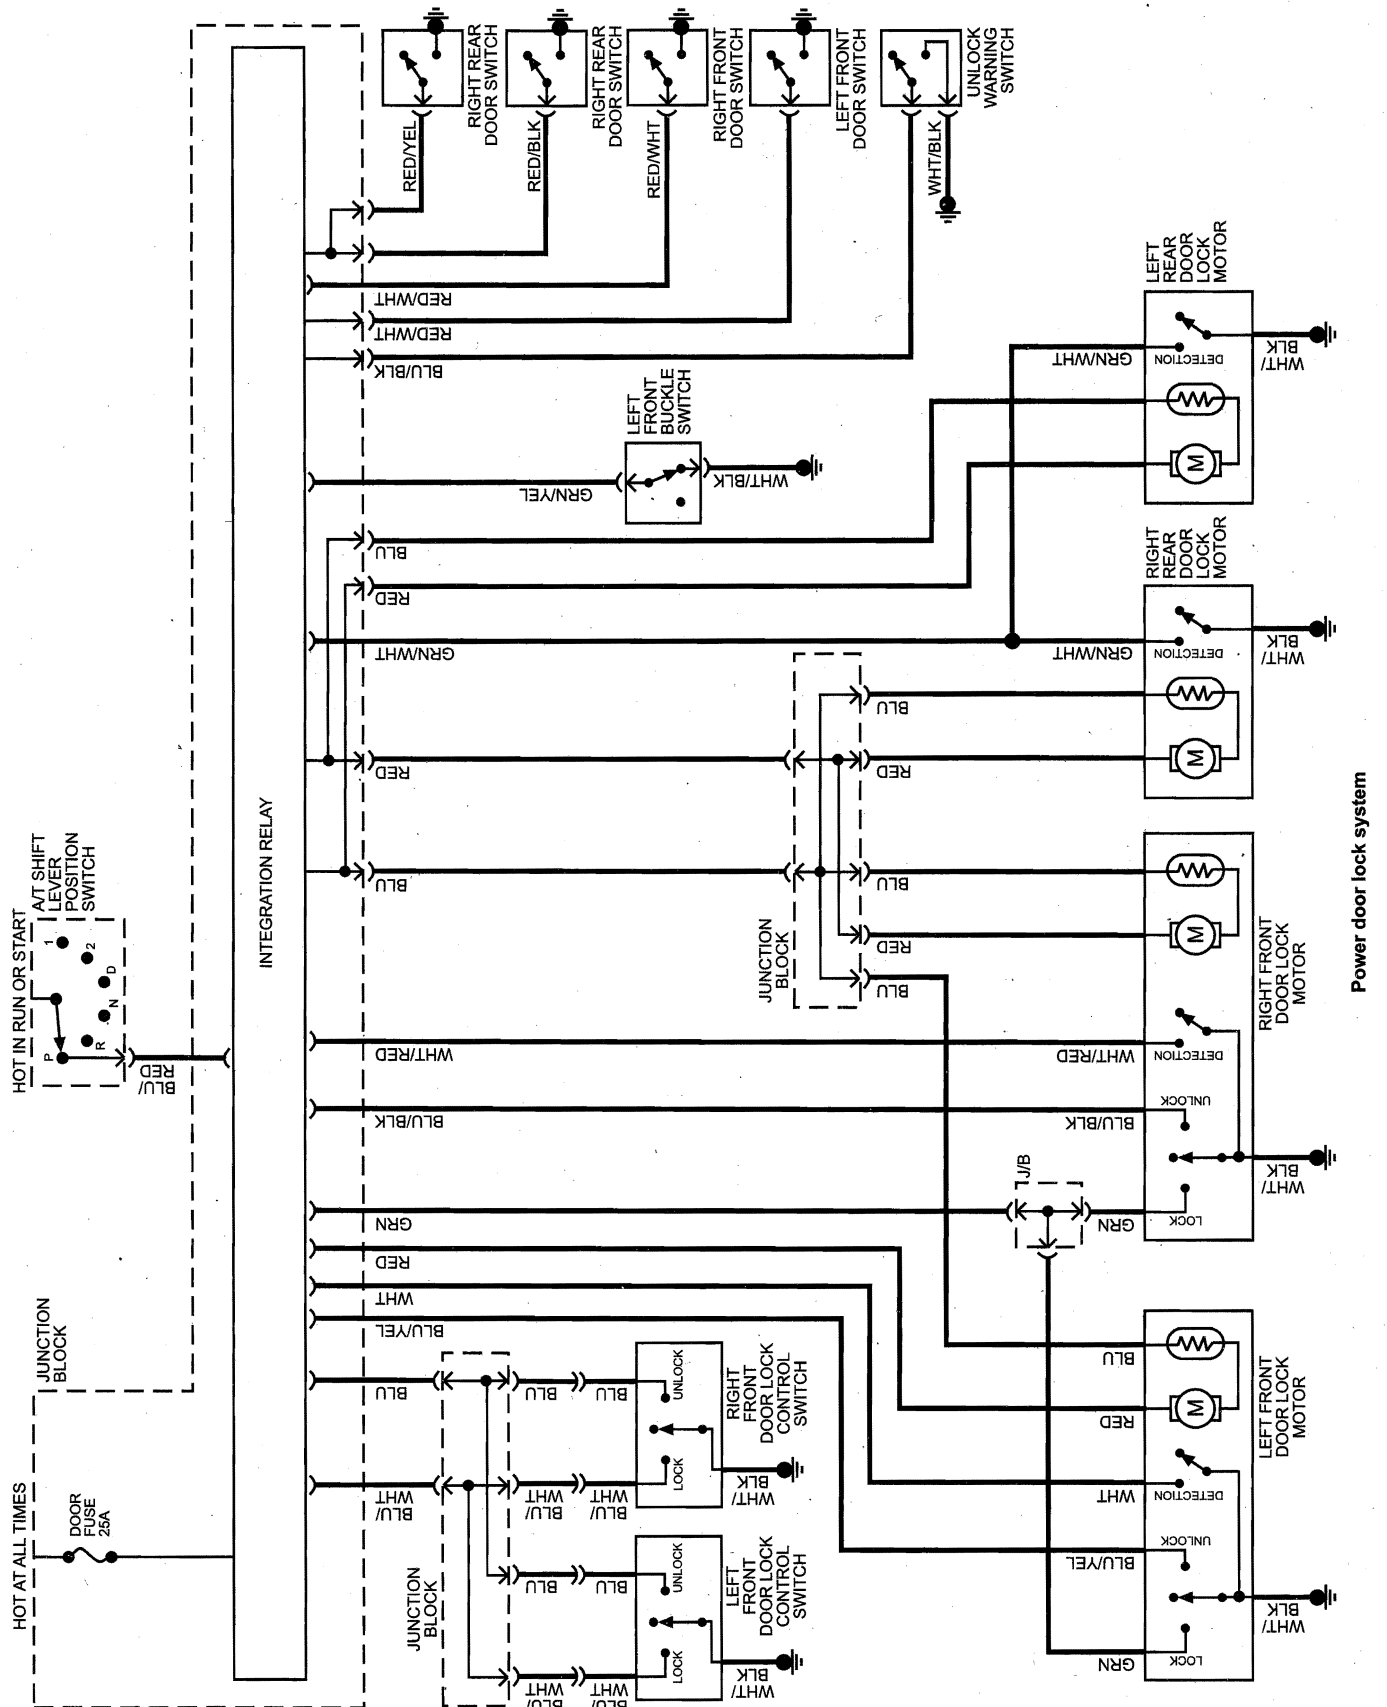 RIGHT REAR
DOOR SWITCH
RIGHT REAR
DOOR SWITCH
RIGHT FRONT
DOOR SWITCH
LEFT FRONT
DOOR SWITCH
UNLOCK
WARNING
SWITCH
RED/YEL
RED/BLK
RED/WHT
WHT/BLK
RED/WHT
RED/WHT
BLU/BLK
LEFT
REAR
DOOR
LOCK
MOTOR
GRN/WHT
DETECTION
WHT/
BLK
M
LEFT
FRONT
BUCKLE
SWITCH
GRN/YEL
WHT/BLK
BLU
RED
GRN/WHT
GRN/WHT
RIGHT
REAR
DOOR
LOCK
MOTOR
DETECTION
WHT/
BLK
M
BLU
RED
RED
BLU
BLU
RED
BLU
JUNCTION
BLOCK
INTEGRATION RELAY
HOT IN RUN OR START
A/T SHIFT
LEVER
POSITION
SWITCH
1
2
D
N
R
P
BLU/
RED
M
RIGHT FRONT
DOOR LOCK
MOTOR
WHT/RED
WHT/RED
DETECTION
BLU/BLK
BLU/BLK
UNLOCK
WHT/
BLK
J/B
GRN
GRN
LOCK
RED
WHT
BLU/YEL
JUNCTION
BLOCK
BLU
BLU
BLU
UNLOCK
LOCK
RIGHT
FRONT
DOOR LOCK
CONTROL
SWITCH
WHT/
BLK
BLU/
WHT
BLU/
WHT
BLU/
WHT
BLU
RED
M
LEFT FRONT
DOOR LOCK
MOTOR
WHT
DETECTION
BLU/YEL
UNLOCK
WHT/
BLK
GRN
LOCK
HOT AT ALL TIMES
DOOR
FUSE
25A
JUNCTION
BLOCK
BLU
BLU
UNLOCK
LOCK
LEFT
FRONT
DOOR LOCK
CONTROL
SWITCH
WHT/
BLK
BLU/
WHT
BLU/
WHT
Power door lock system